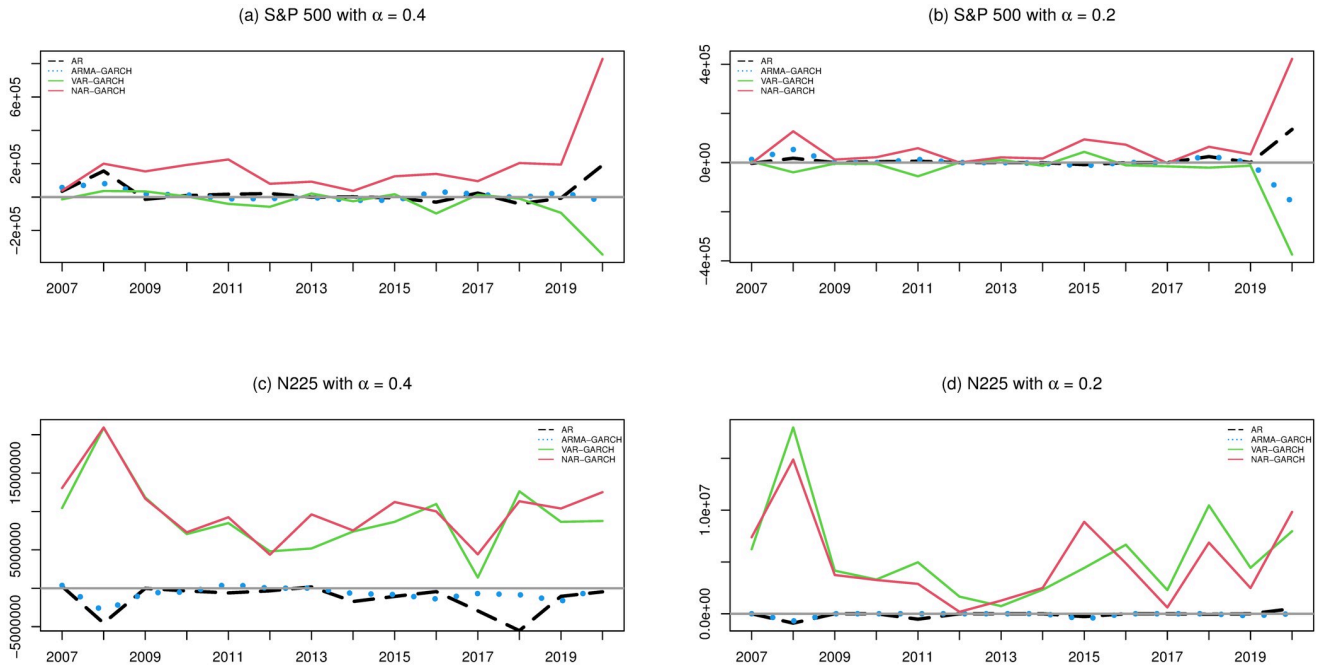 (a) S&P 500 with α = 0.4
AR
ARMA−GARCH
VAR−GARCH
NAR−GARCH
6e+05
2e+05
−2e+05
2007 2009 2011 2013 2015 2017 2019
(b) S&P 500 with α = 0.2
AR
ARMA−GARCH
VAR−GARCH
NAR−GARCH
4e+05
0e+00
−4e+05
2007 2009 2011 2013 2015 2017 2019
(c) N225 with α = 0.4
AR
ARMA−GARCH
VAR−GARCH
NAR−GARCH
15000000
5000000
−5000000
2007 2009 2011 2013 2015 2017 2019
(d) N225 with α = 0.2
AR
ARMA−GARCH
VAR−GARCH
NAR−GARCH
1.0e+07
0.0e+00
2007 2009 2011 2013 2015 2017 2019